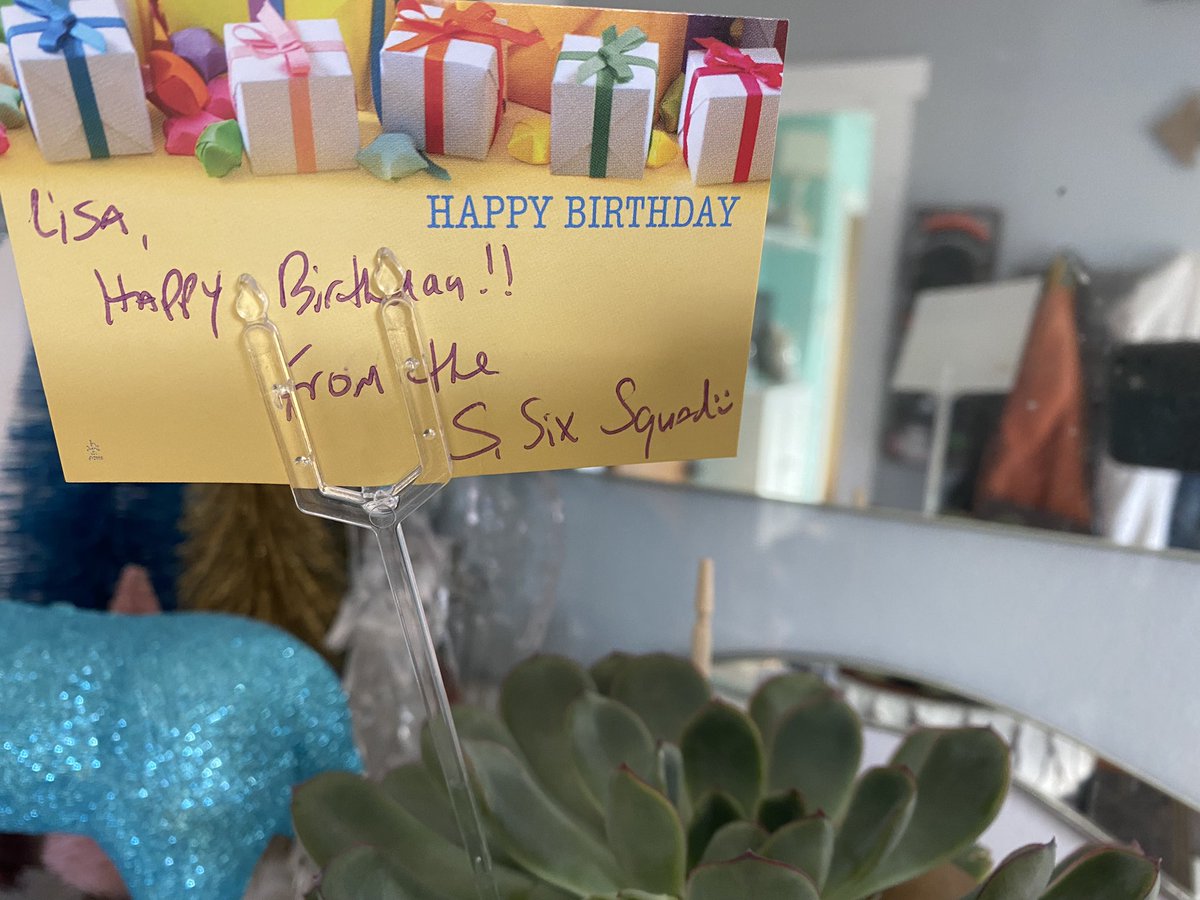 HAPPY BIRTHDAY
Lisa,
Happy Birthday!!
From the
S, Six Squad:)